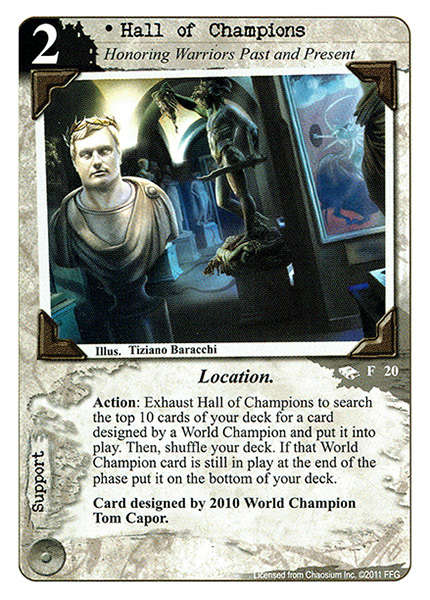 2
• Hall of Champions
Honoring Warriors Past and Present
Illus. Tiziano Baracchi
F 20
Location.
Action: Exhaust Hall of Champions to search
the top 10 cards of your deck for a card
designed by a World Champion and put it into
play. Then, shuffle your deck. If that World
Champion card is still in play at the end of the
phase put it on the bottom of your deck.
Card designed by 2010 World Champion
Tom Capor.
Support
Licensed from Chaosium Inc. ©2011 FFG